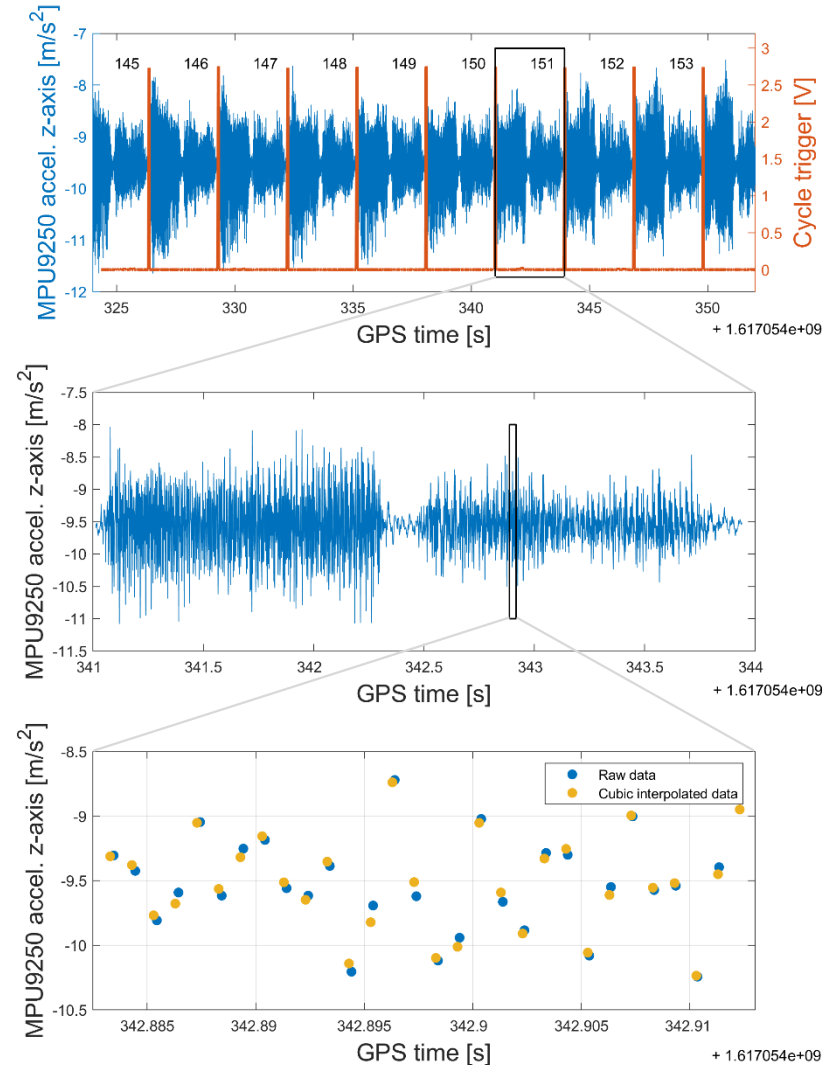 -7
-8
-9
-10
-11
-12
MPU9250 accel. z-axis [m/s²]
145 146 147 148 149 150 151 152 153
3
2.5
2
1.5
1
0.5
0
Cycle trigger [V]
325 330 335 340 345 350
+ 1.617054e+09
GPS time [s]
-7.5
-8
-8.5
-9
-9.5
-10
-10.5
-11
-11.5
MPU9250 accel. z-axis [m/s²]
341 341.5 342 342.5 343 343.5 344
GPS time [s]
+ 1.617054e+09
-8.5
-9
-9.5
-10
-10.5
MPU9250 accel. z-axis [m/s²]
Raw data
Cubic interpolated data
342.885 342.89 342.895 342.9 342.905 342.91
GPS time [s]
+ 1.617054e+09